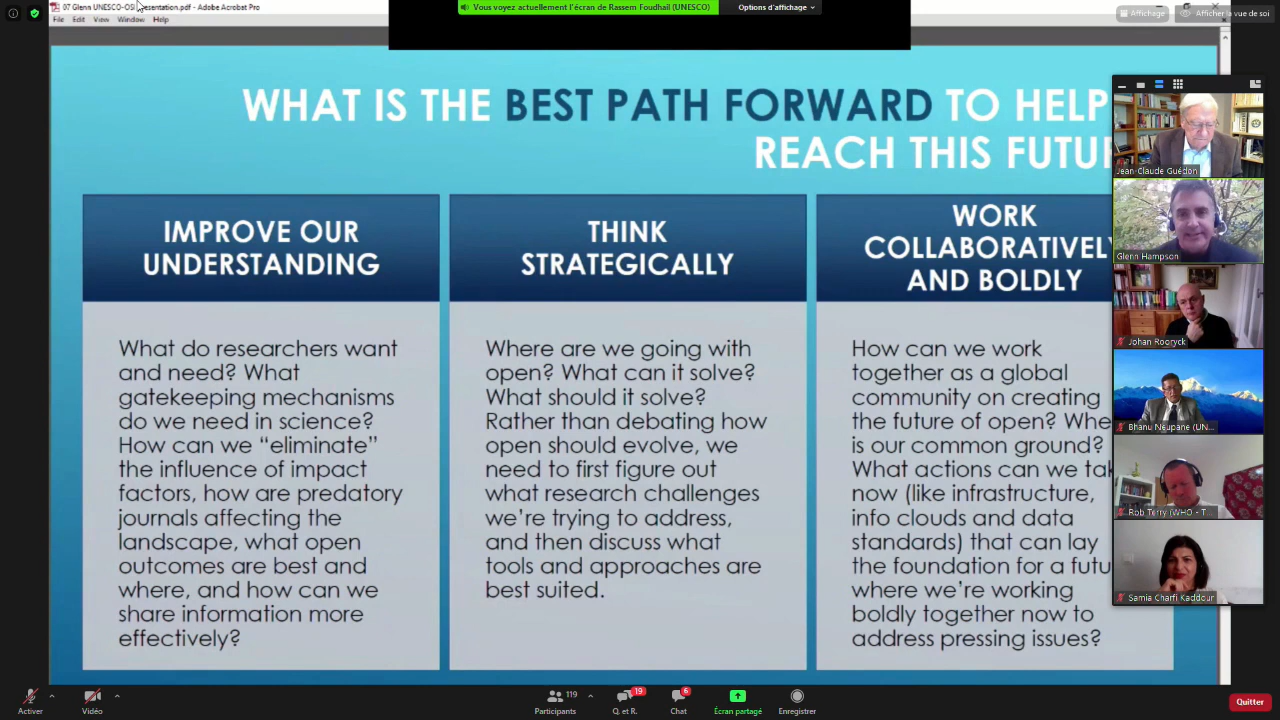 07 Glenn UNESCO-OSI presentation.pdf - Adobe Acrobat Pro
File Edit View Window Help
Vous voyez actuellement l'écran de Rassem Foudhail (UNESCO)
Options d'affichage
Affichage
Afficher la vue de soi
WHAT IS THE BEST PATH FORWARD TO HELP
REACH THIS FUTU
IMPROVE OUR
UNDERSTANDING
What do researchers want
and need? What
gatekeeping mechanisms
do we need in science?
How can we “eliminate”
the influence of impact
factors, how are predatory
journals affecting the
landscape, what open
outcomes are best and
where, and how can we
share information more
effectively?
THINK
STRATEGICALLY
Where are we going with
open? What can it solve?
What should it solve?
Rather than debating how
open should evolve, we
need to first figure out
what research challenges
we’re trying to address,
and then discuss what
tools and approaches are
best suited.
WORK
COLLABORATIVELY
AND BOLDLY
How can we work
together as a global
community on creating
the future of open? Whe
is our common ground?
What actions can we tak
now (like infrastructure,
info clouds and data
standards) that can lay
the foundation for a futu
where we’re working
boldly together now to
address pressing issues?
Jean-Claude Guédon
Glenn Hampson
Johan Rooryck
Bhanu Neupane (UN...
Rob Terry (WHO - T...
Samia Charfi Kaddour
Activer
Vidéo
119
Participants
19
Q. et R.
6
Chat
Écran partagé
Enregistrer
Quitter